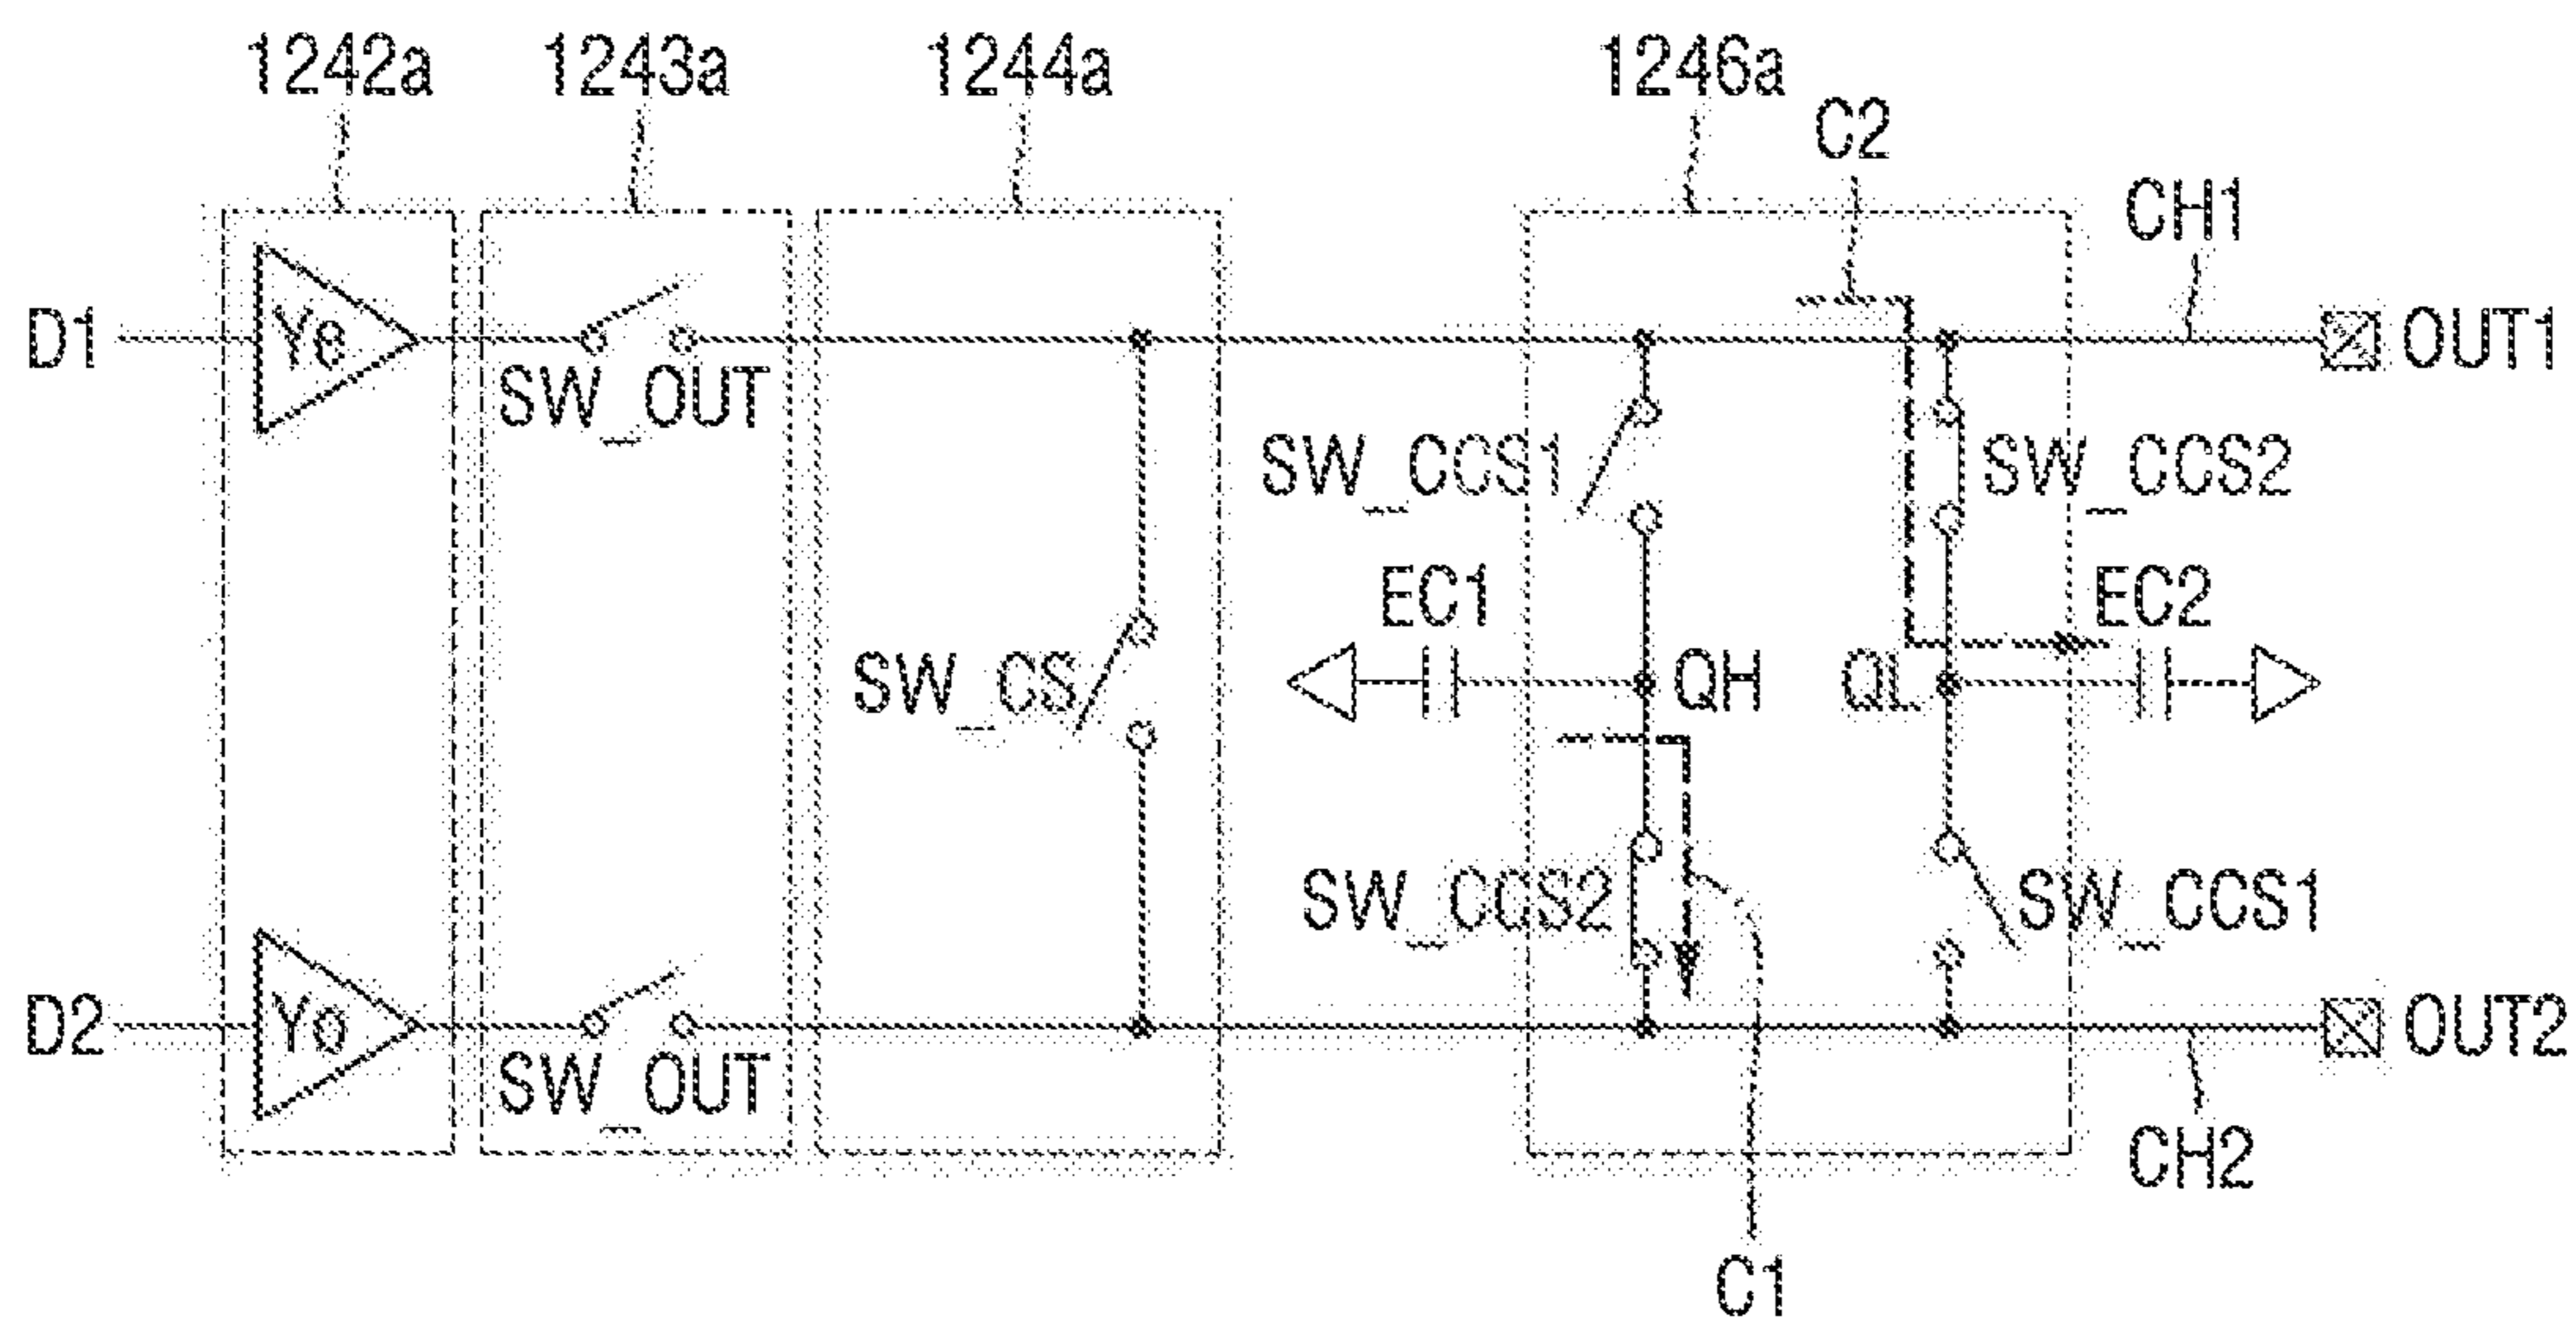 1242a 1243a 1244a 1246a
C2
CH1
D1 Ye OUT1
SW_OUT
SW_CCS1 SW_CCS2
EC1 EC2
SW_CS QH QL
SW_CCS2 SW_CCS1
D2 Yo OUT2
SW_OUT
CH2
C1